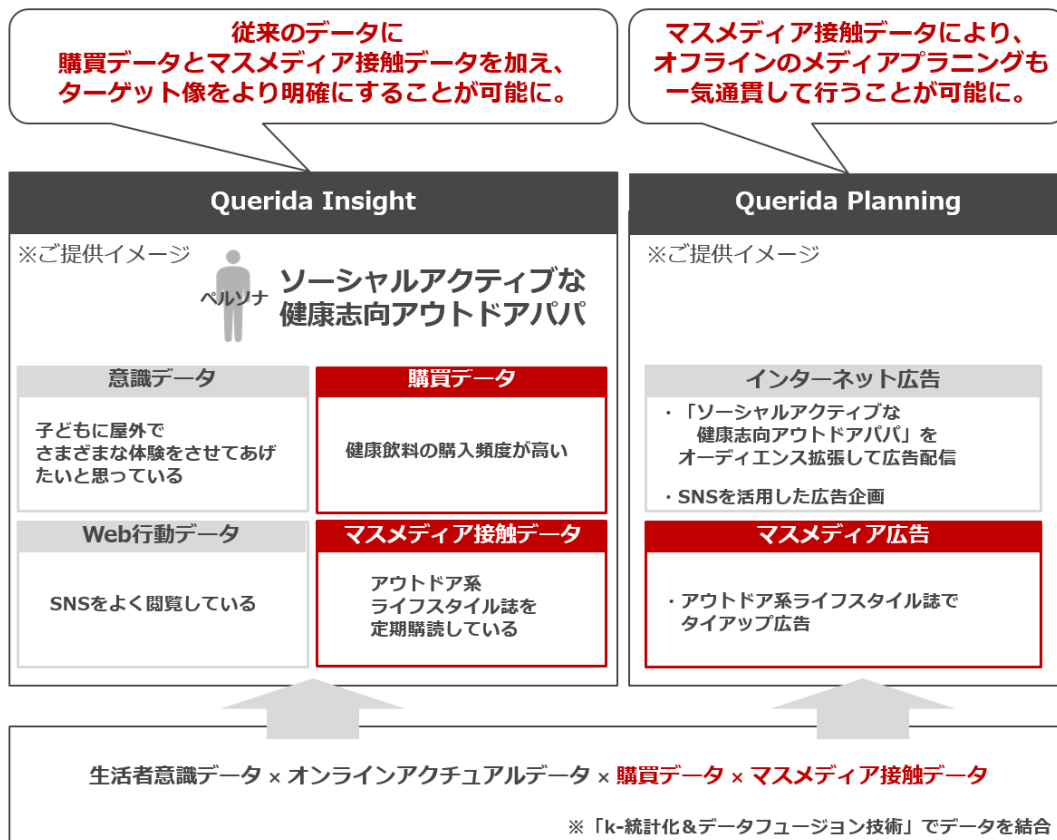 従来のデータに
購買データとマスメディア接触データを加え、
ターゲット像をより明確にすることが可能に。
マスメディア接触データにより、
オフラインのメディアプラニングも
一気通貫して行うことが可能に。
Querida Insight
※ご提供イメージ
ペルソナ
ソーシャルアクティブな
健康志向アウトドアパパ
意識データ
子どもに屋外で
さまざまな体験をさせてあげ
たいと思っている
購買データ
健康飲料の購入頻度が高い
Web行動データ
SNSをよく閲覧している
マスメディア接触データ
アウトドア系
ライフスタイル誌を
定期購読している
Querida Planning
※ご提供イメージ
インターネット広告
・「ソーシャルアクティブな
健康志向アウトドアパパ」を
オーディエンス拡張して広告配信
・SNSを活用した広告企画
マスメディア広告
・アウトドア系ライフスタイル誌で
タイアップ広告
生活者意識データ × オンラインアクチュアルデータ × 購買データ × マスメディア接触データ
※「k-統計化&データフュージョン技術」でデータを結合